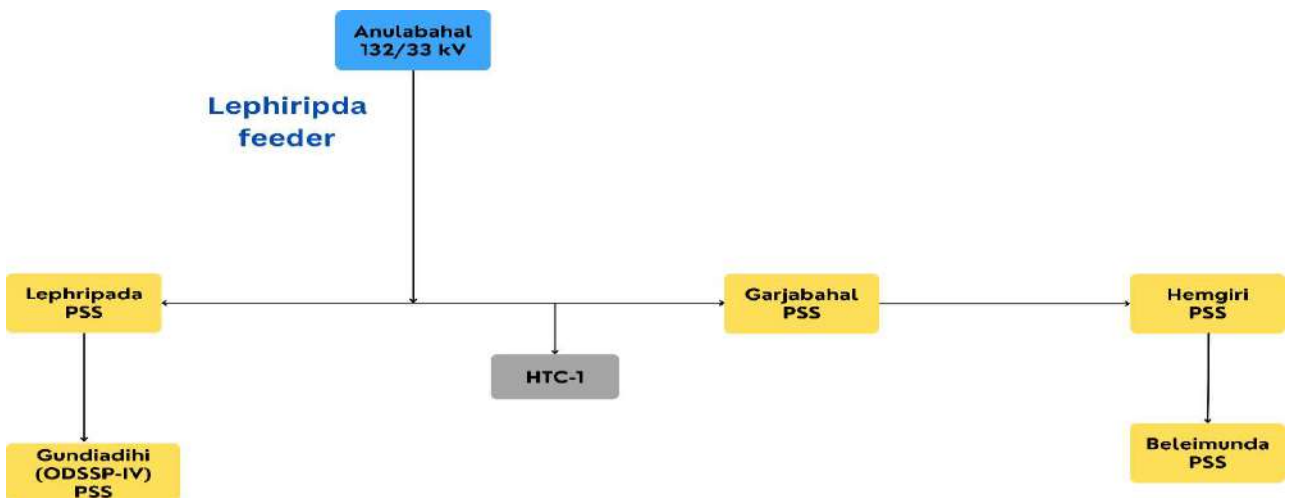 Anulabahal
132/33 kV
Lephiripda
feeder
Lephripada
PSS
Garjabahal
PSS
Hemgiri
PSS
HTC-1
Gundiadihi
(ODSSP-IV)
PSS
Beleimunda
PSS